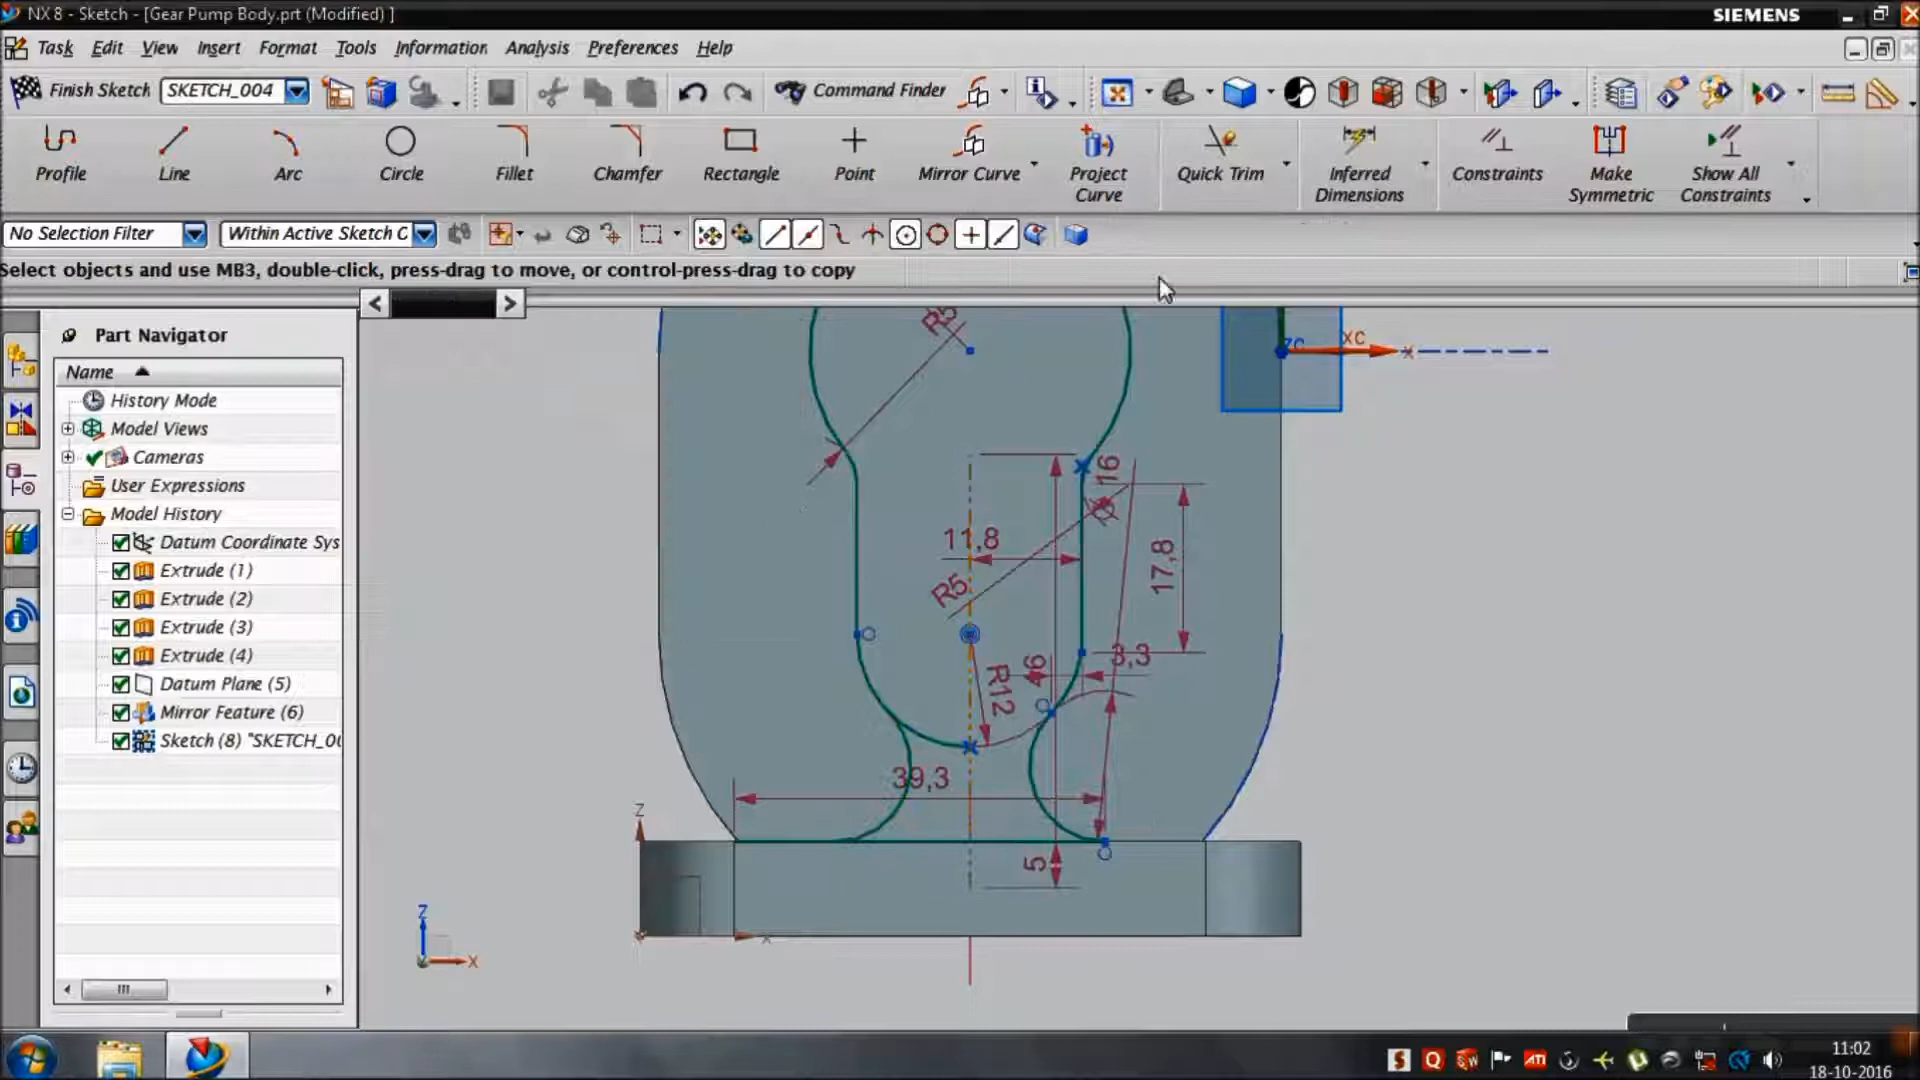 NX 8 - Sketch - [Gear Pump Body.prt (Modified) ]
SIEMENS
Task Edit View Insert Format Tools Information Analysis Preferences Help
Finish Sketch SKETCH_004 Command Finder
Profile Line Arc Circle Fillet Chamfer Rectangle Point Mirror Curve Project Curve Quick Trim Inferred Dimensions Constraints Make Symmetric Show All Constraints
No Selection Filter Within Active Sketch O
Select objects and use MB3, double-click, press-drag to move, or control-press-drag to copy
Part Navigator
Name
History Mode
Model Views
Cameras
User Expressions
Model History
Datum Coordinate Sys
Extrude (1)
Extrude (2)
Extrude (3)
Extrude (4)
Datum Plane (5)
Mirror Feature (6)
Sketch (8) "SKETCH_00
XC
X
16
11,8
R5
17,8
3,3
46
R12
39,3
5
Z
X
Z
X
11:02
18-10-2016